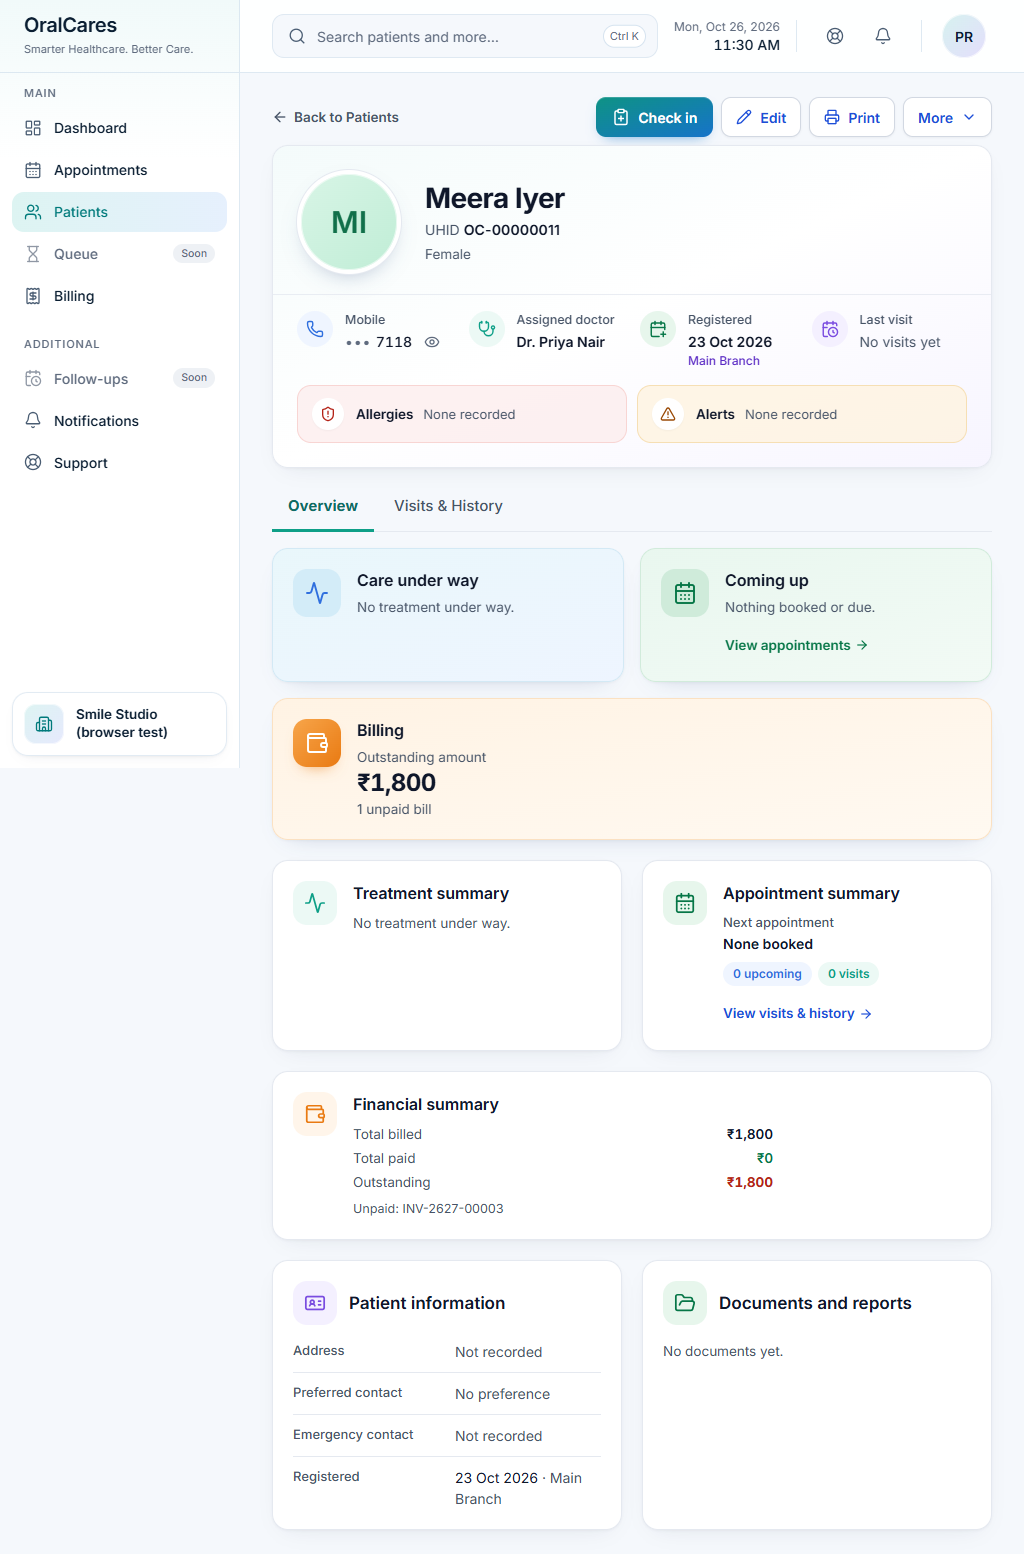 OralCares
Smarter Healthcare. Better Care.
Search patients and more...
Ctrl K
Mon, Oct 26, 2026
11:30 AM
PR
MAIN
Dashboard
Appointments
Patients
Queue
Soon
Billing
ADDITIONAL
Follow-ups
Soon
Notifications
Support
Smile Studio
(browser test)
Back to Patients
Check in
Edit
Print
More
MI
Meera Iyer
UHID OC-00000011
Female
Mobile
••• 7118
Assigned doctor
Dr. Priya Nair
Registered
23 Oct 2026
Main Branch
Last visit
No visits yet
Allergies None recorded
Alerts None recorded
Overview
Visits & History
Care under way
No treatment under way.
Coming up
Nothing booked or due.
View appointments →
Billing
Outstanding amount
₹1,800
1 unpaid bill
Treatment summary
No treatment under way.
Appointment summary
Next appointment
None booked
0 upcoming
0 visits
View visits & history →
Financial summary
Total billed ₹1,800
Total paid ₹0
Outstanding ₹1,800
Unpaid: INV-2627-00003
Patient information
Address Not recorded
Preferred contact No preference
Emergency contact Not recorded
Registered 23 Oct 2026 · Main
Branch
Documents and reports
No documents yet.